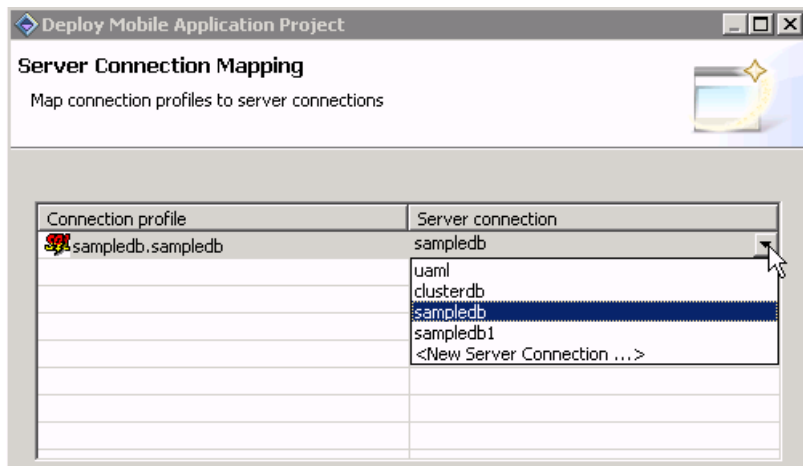 Deploy Mobile Application Project
Server Connection Mapping
Map connection profiles to server connections
Connection profile Server connection
sampledb.sampledb sampledb
uaml
clusterdb
sampledb
sampledb1
<New Server Connection ...>